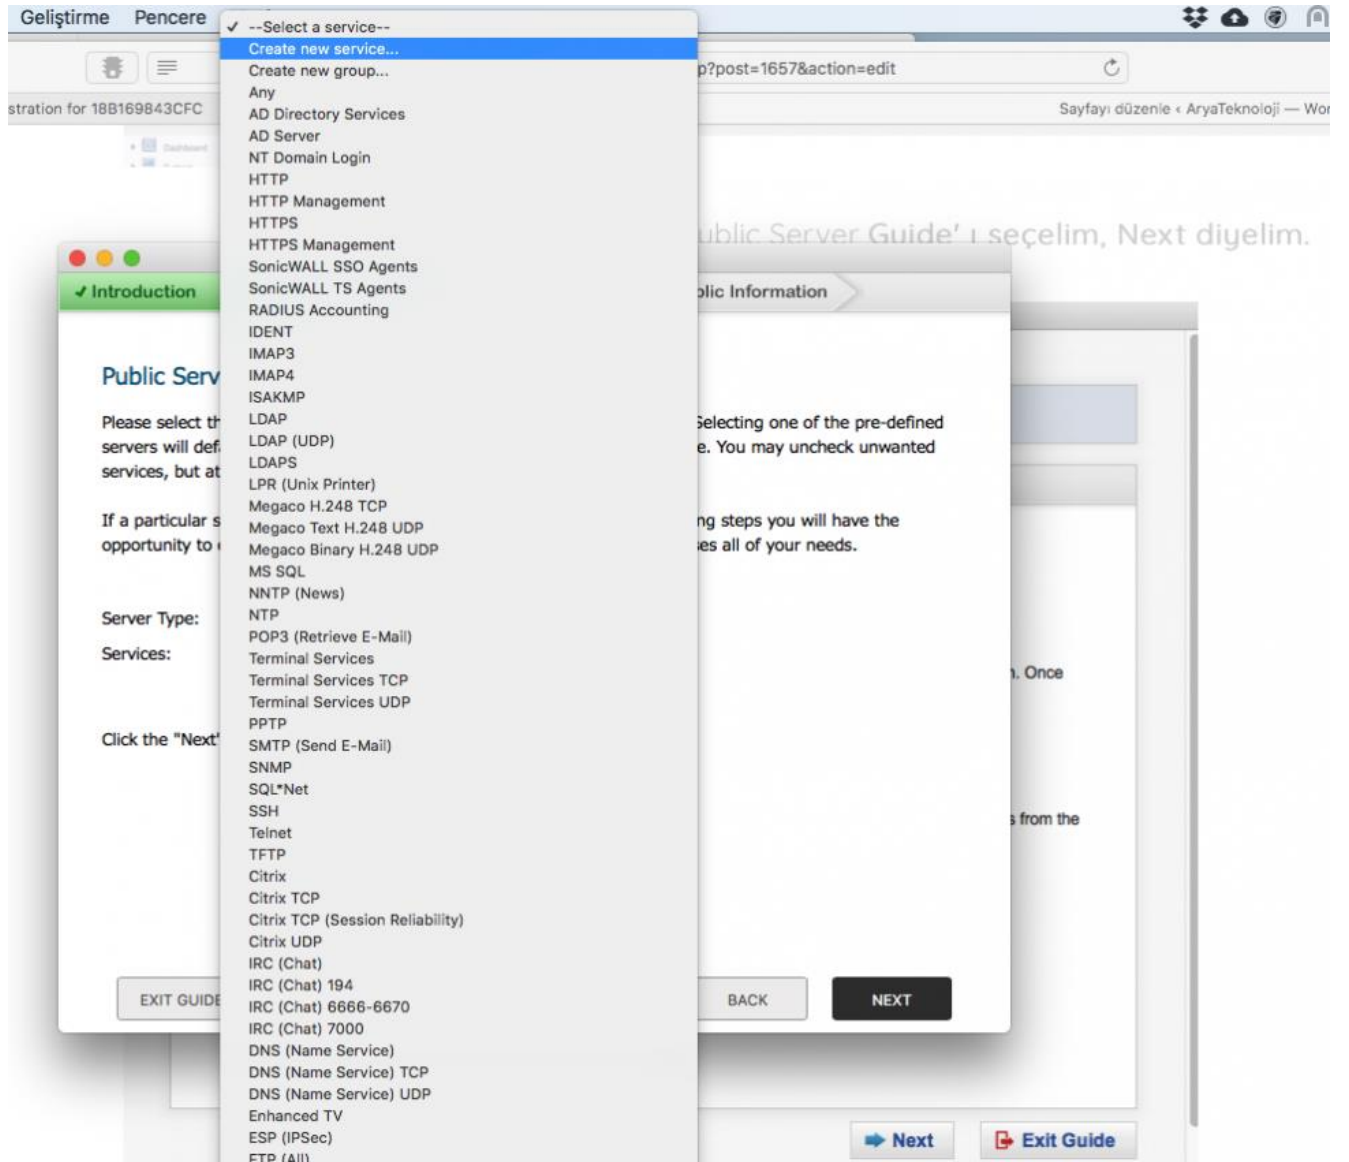 Geliştirme Pencere
p?post=1657&action=edit
stration for 18B169843CFC
Sayfayı düzenle ‹ AryaTeknoloji — Wor
Dashboard
ublic Server Guide' ı seçelim, Next diyelim.
✓ Introduction
blic Information
Public Serv
Please select th
Selecting one of the pre-defined
servers will def
e. You may uncheck unwanted
services, but at
If a particular s
ng steps you will have the
opportunity to
es all of your needs.
Server Type:
Services:
Click the "Next"
EXIT GUIDE
BACK
NEXT
✓ --Select a service--
Create new service...
Create new group...
Any
AD Directory Services
AD Server
NT Domain Login
HTTP
HTTP Management
HTTPS
HTTPS Management
SonicWALL SSO Agents
SonicWALL TS Agents
RADIUS Accounting
IDENT
IMAP3
IMAP4
ISAKMP
LDAP
LDAP (UDP)
LDAPS
LPR (Unix Printer)
Megaco H.248 TCP
Megaco Text H.248 UDP
Megaco Binary H.248 UDP
MS SQL
NNTP (News)
NTP
POP3 (Retrieve E-Mail)
Terminal Services
Terminal Services TCP
Terminal Services UDP
PPTP
SMTP (Send E-Mail)
SNMP
SQL*Net
SSH
Telnet
TFTP
Citrix
Citrix TCP
Citrix TCP (Session Reliability)
Citrix UDP
IRC (Chat)
IRC (Chat) 194
IRC (Chat) 6666-6670
IRC (Chat) 7000
DNS (Name Service)
DNS (Name Service) TCP
DNS (Name Service) UDP
Enhanced TV
ESP (IPSec)
FTP (All)
n. Once
s from the
Next
Exit Guide